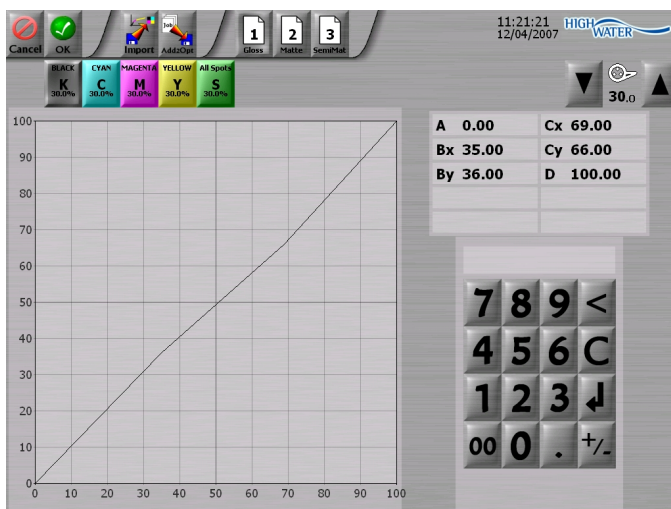 Cancel
OK
Import
Job
Add2Opt
1
Gloss
2
Matte
3
SemiMat
11:21:21
12/04/2007
HIGH
WATER
BLACK
K
30.0%
CYAN
C
30.0%
MAGENTA
M
30.0%
YELLOW
Y
30.0%
All Spots
S
30.0%
30.0
100
90
80
70
60
50
40
30
20
10
0
0 10 20 30 40 50 60 70 80 90 100
A 0.00 Cx 69.00
Bx 35.00 Cy 66.00
By 36.00 D 100.00
7 8 9 <
4 5 6 C
1 2 3 ↲
00 0 . +/-